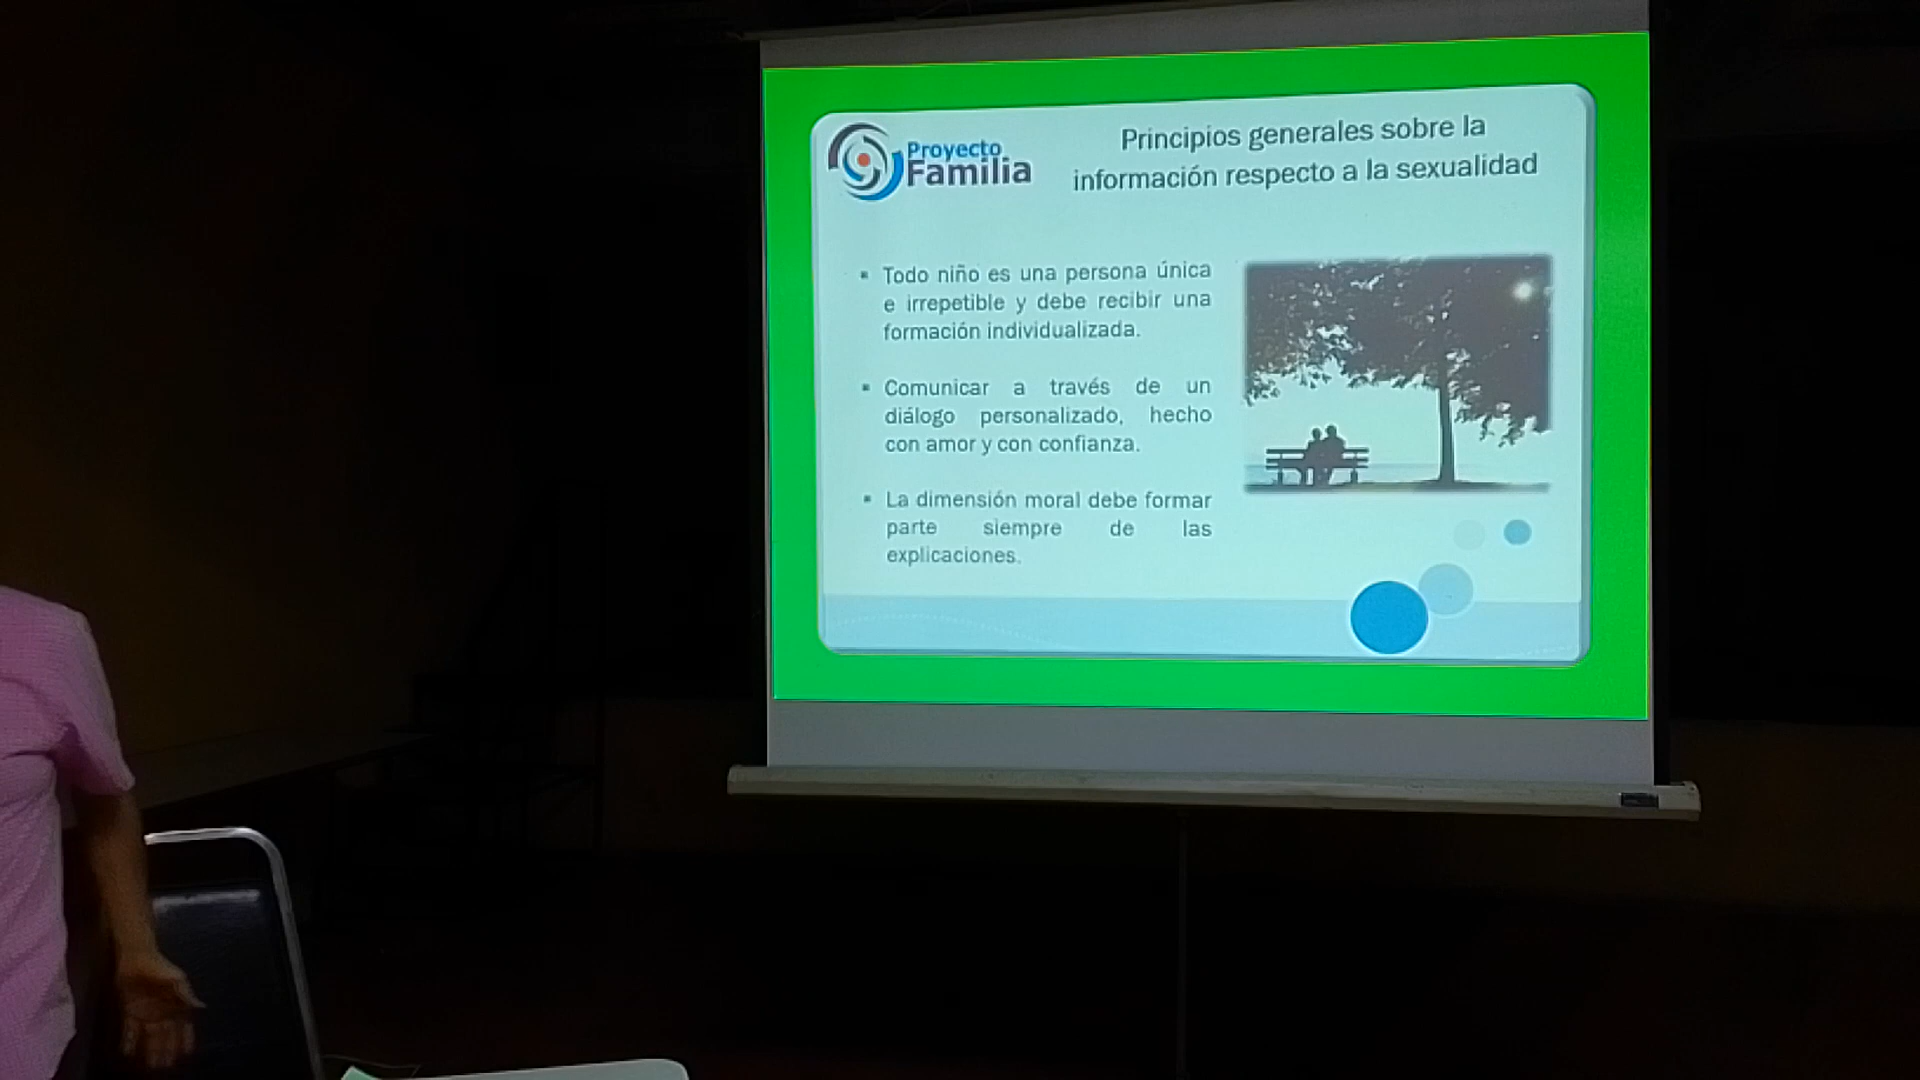 Proyecto
Familia
Principios generales sobre la
información respecto a la sexualidad
▪ Todo niño es una persona única
e irrepetible y debe recibir una
formación individualizada.
▪ Comunicar a través de un
diálogo personalizado, hecho
con amor y con confianza.
▪ La dimensión moral debe formar
parte siempre de las
explicaciones.